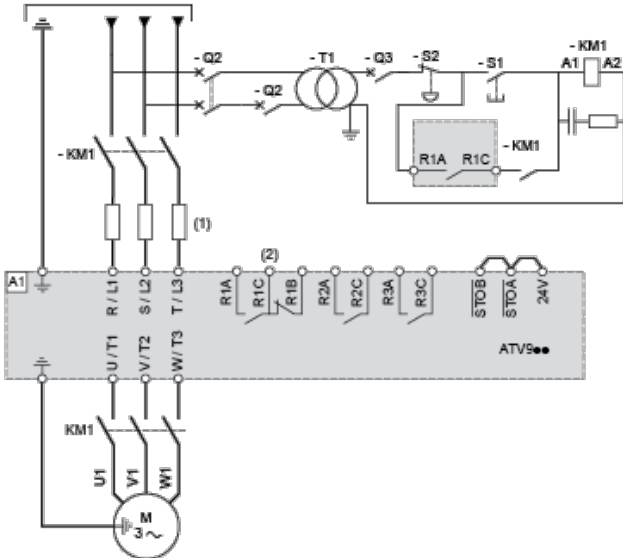 - Q2
- T1
- Q3
- S2
- S1
- KM1
A1
A2
- Q2
- KM1
R1A
R1C
- KM1
(1)
(2)
A1
R / L1
S / L2
T / L3
R1A
R1C
R1B
R2A
R2C
R3A
R3C
STOB
STOA
24V
U / T1
V / T2
W / T3
ATV9●●
KM1
U1
V1
W1
M
3 ~